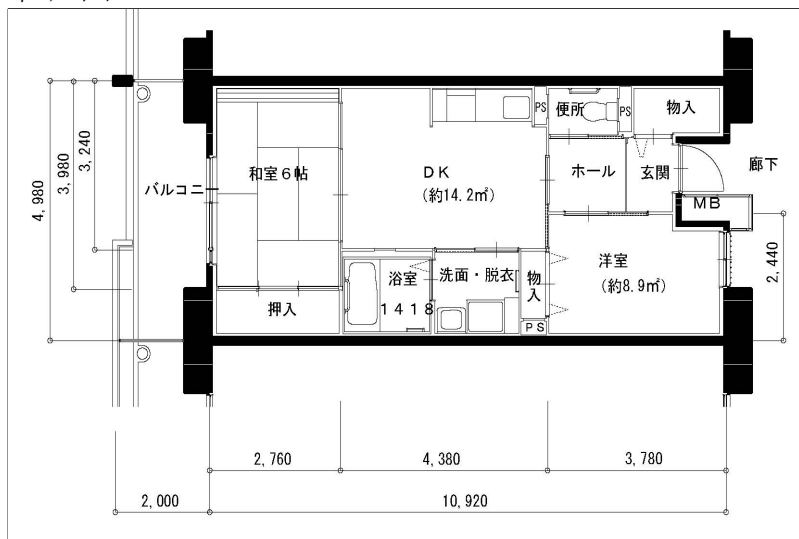 便所
PS
PS
物入
和室6帖
DK
(約14.2㎡)
ホール
玄関
廊下
バルコニー
MB
3,240
3,980
4,980
浴室
1418
洗面・脱衣
物入
洋室
(約8.9㎡)
2,440
押入
PS
2,760
4,380
3,780
2,000
10,920